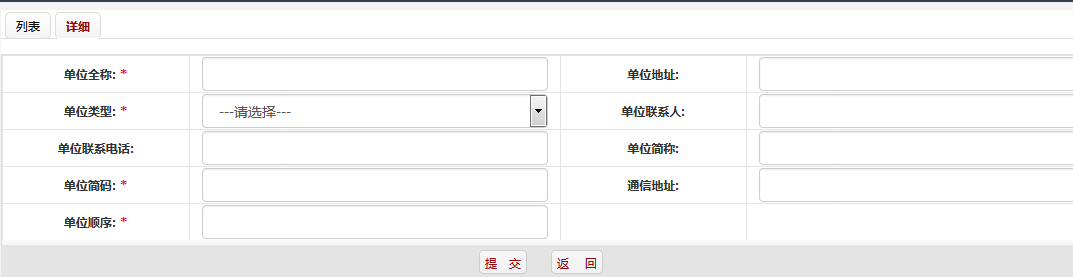 列表 详细
单位全称: * 单位地址:
单位类型: * ---请选择--- 单位联系人:
单位联系电话: 单位简称:
单位简码: * 通信地址:
单位顺序: *
提 交 返 回